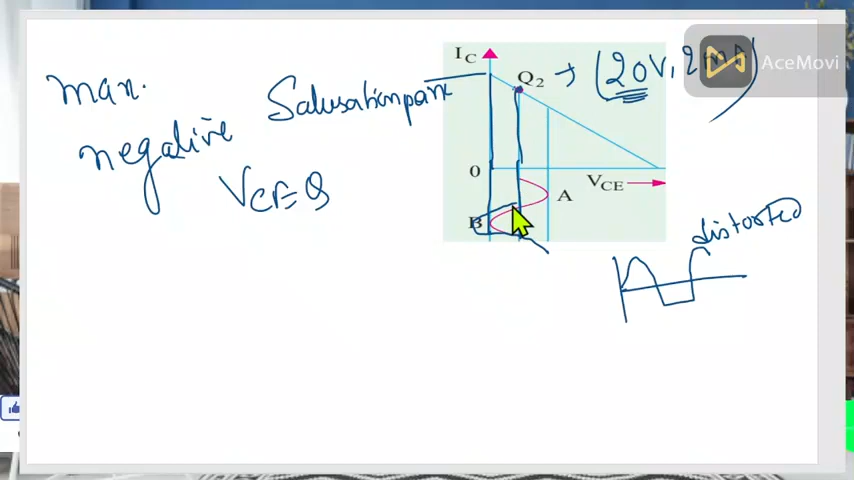 max.
negative
Saturation point
VCE=0
IC
Q2 → (20V, 2mA)
0
VCE
A
B
distorted
AceMovi